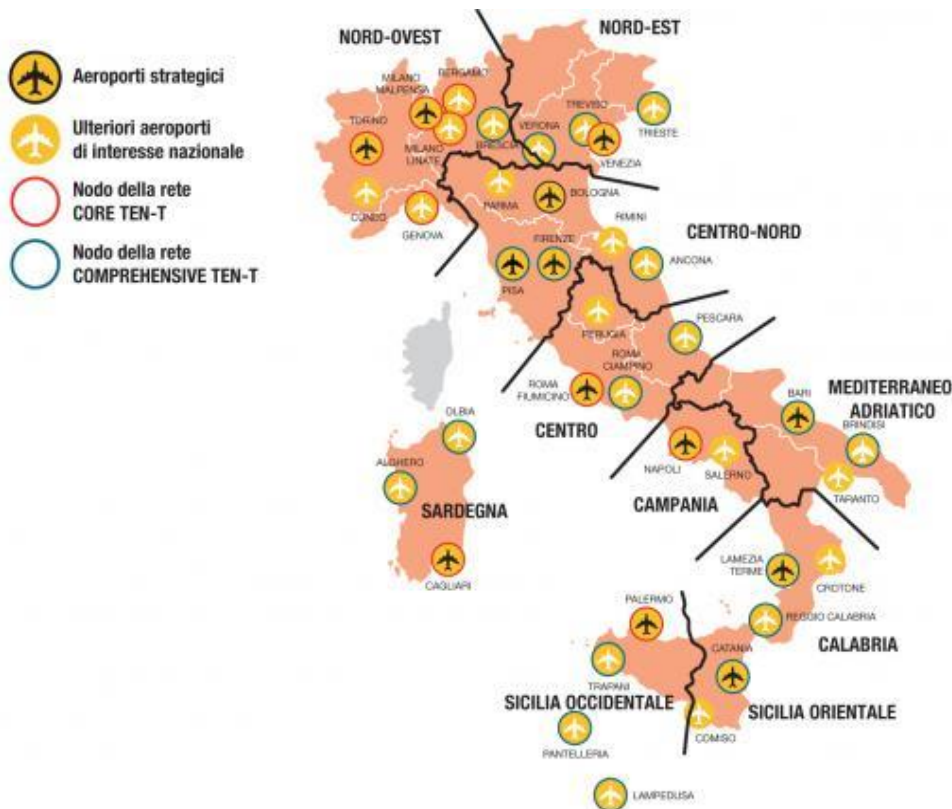 Aeroporti strategici
Ulteriori aeroporti
di interesse nazionale
Nodo della rete
CORE TEN-T
Nodo della rete
COMPREHENSIVE TEN-T
NORD-OVEST
NORD-EST
MILANO
MALPENSA
BERGAMO
TORINO
MILANO
LINATE
BRESCIA
VERONA
TREVISO
VENEZIA
TRIESTE
CUNEO
GENOVA
PARMA
BOLOGNA
RIMINI
CENTRO-NORD
FIRENZE
PISA
ANCONA
PERUGIA
PESCARA
ROMA
CIAMPINO
ROMA
FIUMICINO
CENTRO
MEDITERRANEO
ADRIATICO
BARI
BRINDISI
TARANTO
NAPOLI
SALERNO
CAMPANIA
OLBIA
ALGHERO
SARDEGNA
CAGLIARI
LAMEZIA
TERME
CROTONE
REGGIO CALABRIA
CALABRIA
PALERMO
CATANIA
TRAPANI
SICILIA OCCIDENTALE
SICILIA ORIENTALE
COMISO
PANTELLERIA
LAMPEDUSA